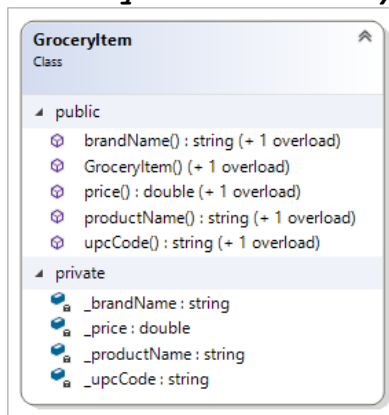 GroceryItem
Class
public
brandName() : string (+ 1 overload)
GroceryItem() (+ 1 overload)
price() : double (+ 1 overload)
productName() : string (+ 1 overload)
upcCode() : string (+ 1 overload)
private
_brandName : string
_price : double
_productName : string
_upcCode : string